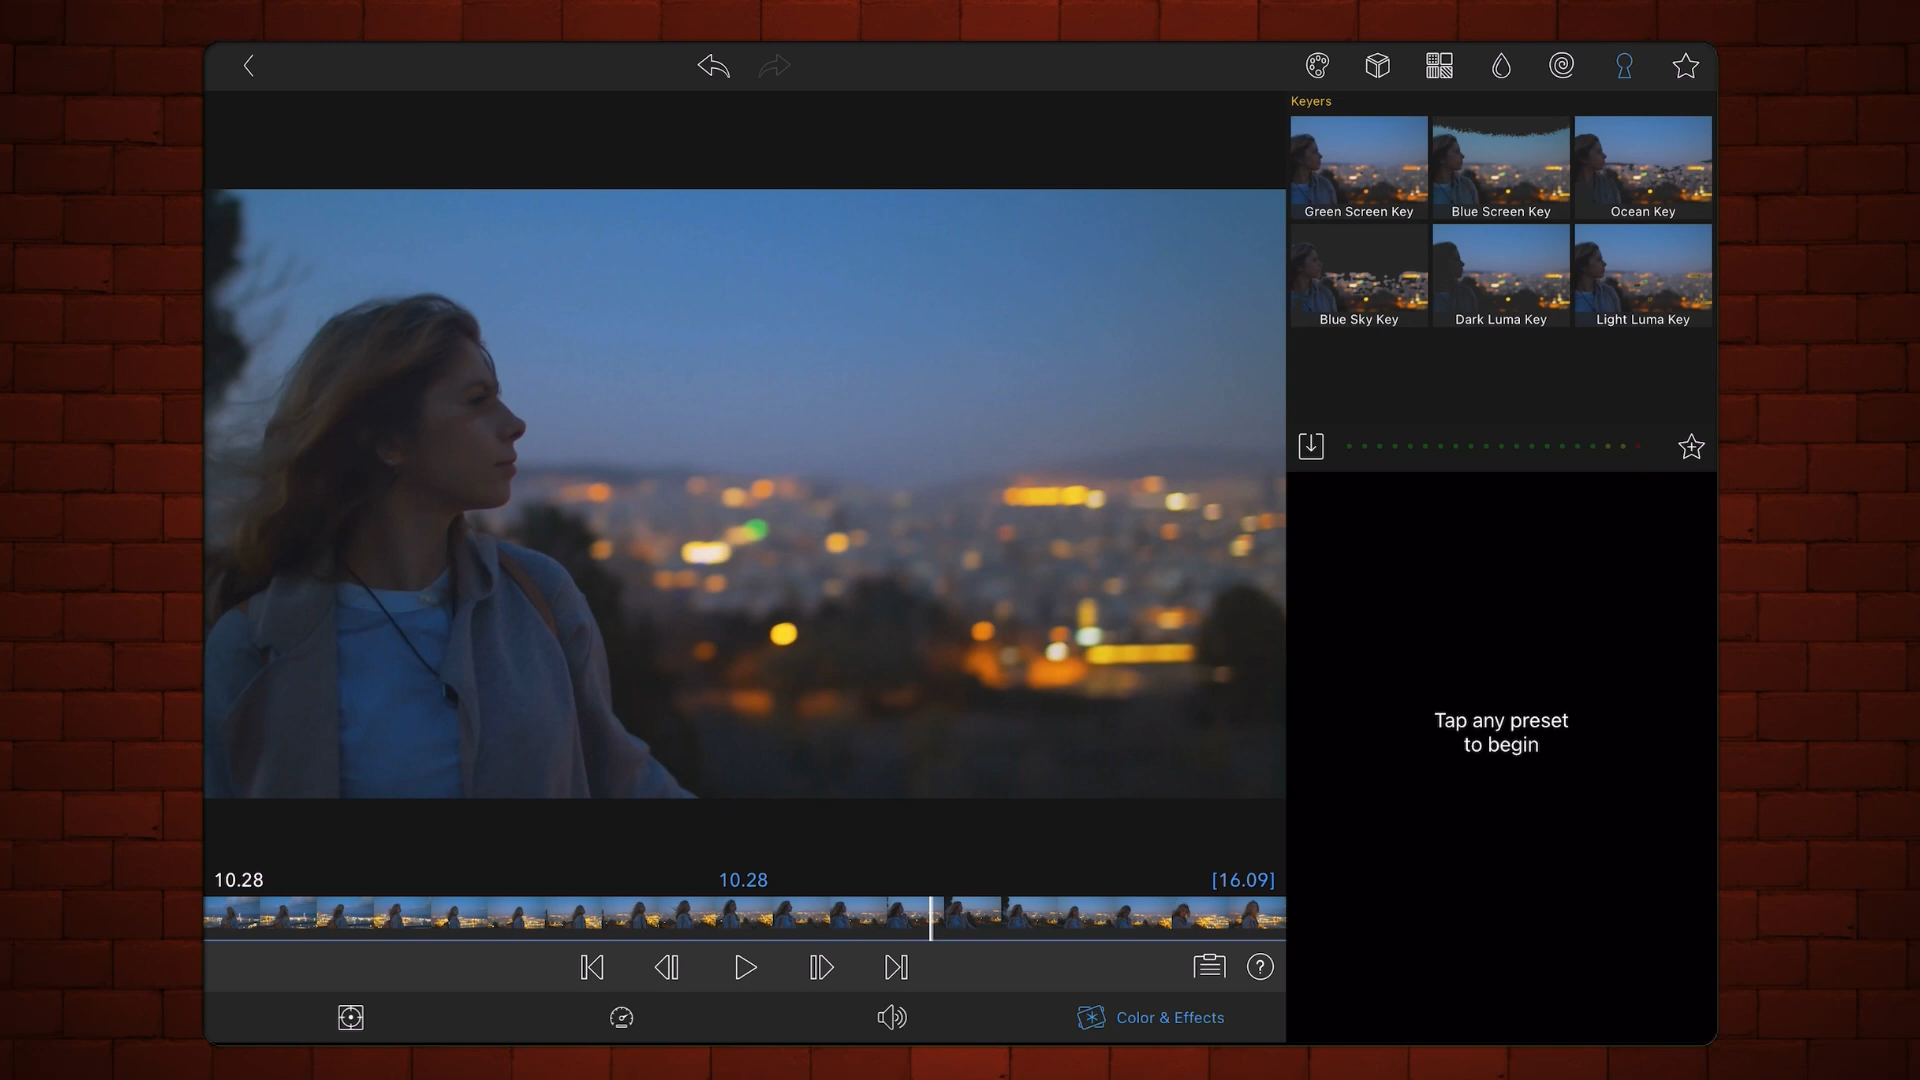 Keyers
Green Screen Key
Blue Screen Key
Ocean Key
Blue Sky Key
Dark Luma Key
Light Luma Key
Tap any preset
to begin
10.28
10.28
[16.09]
?
Color & Effects